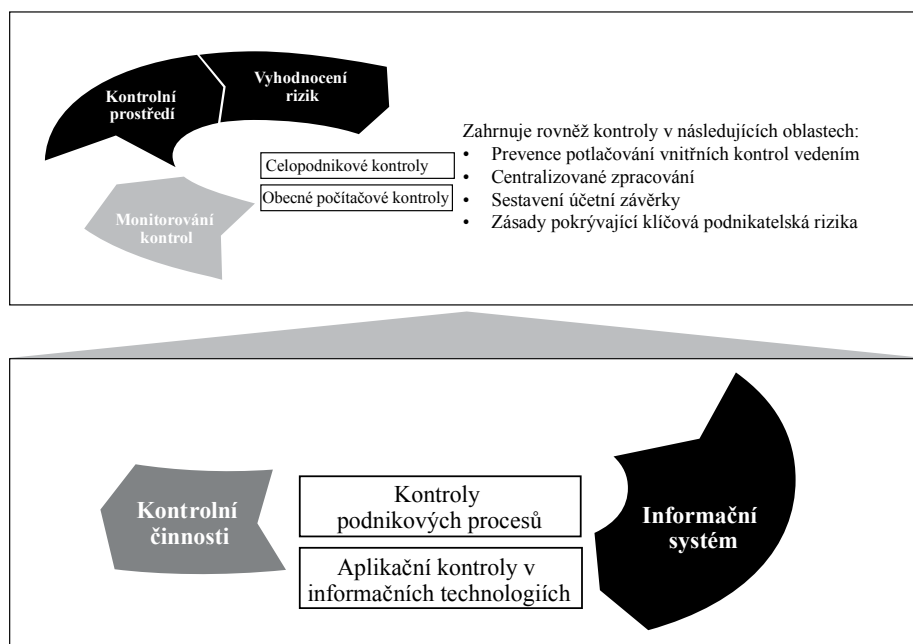 Kontrolní
prostředí
Vyhodnocení
rizik
Monitorování
kontrol
Celopodnikové kontroly
Obecné počítačové kontroly
Zahrnuje rovněž kontroly v následujících oblastech:
• Prevence potlačování vnitřních kontrol vedením
• Centralizované zpracování
• Sestavení účetní závěrky
• Zásady pokrývající klíčová podnikatelská rizika
Kontrolní
činnosti
Kontroly
podnikových procesů
Aplikační kontroly v
informačních technologiích
Informační
systém